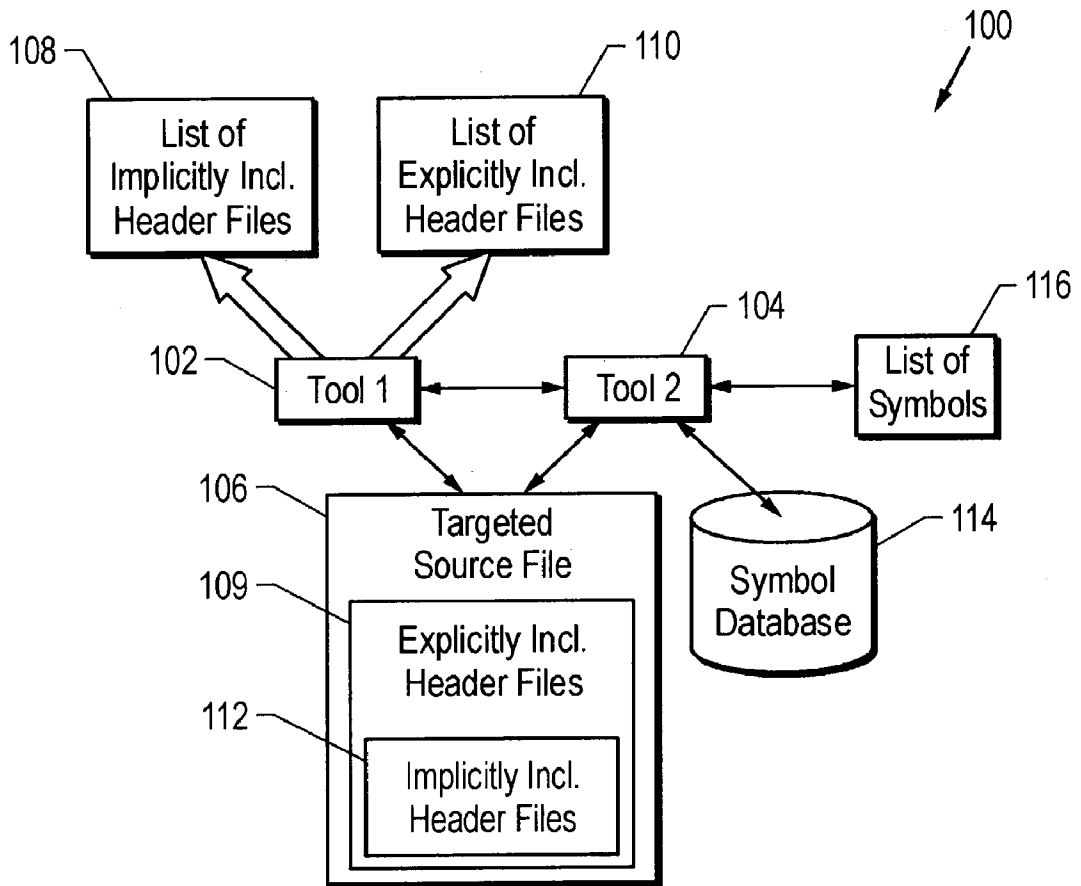 100
108
110
List of
Implicitly Incl.
Header Files
List of
Explicitly Incl.
Header Files
104
116
102
Tool 1
Tool 2
List of
Symbols
106
Targeted
Source File
114
Symbol
Database
109
Explicitly Incl.
Header Files
112
Implicitly Incl.
Header Files